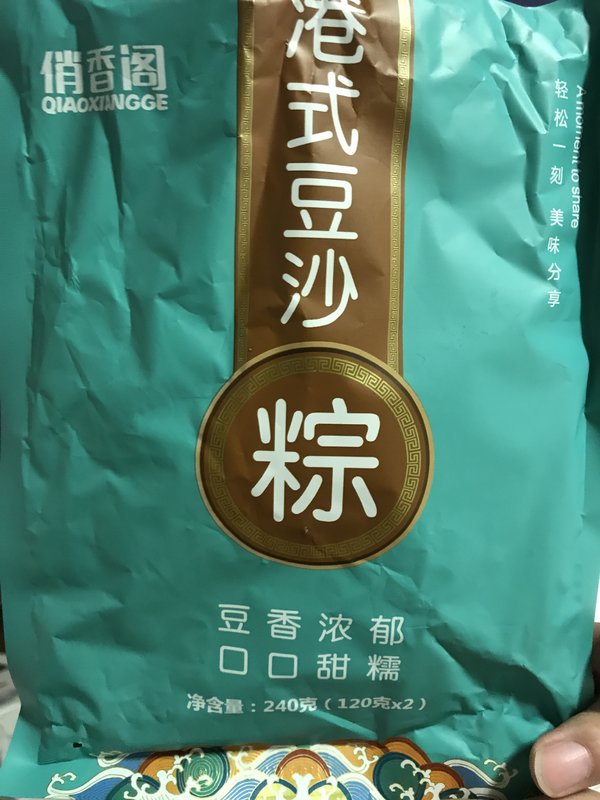 俏香阁
QIAOXIANGGE
港式豆沙
粽
A moment to share
轻松一刻 美味分享
豆香浓郁
口口甜糯
净含量：240克（120克x2）